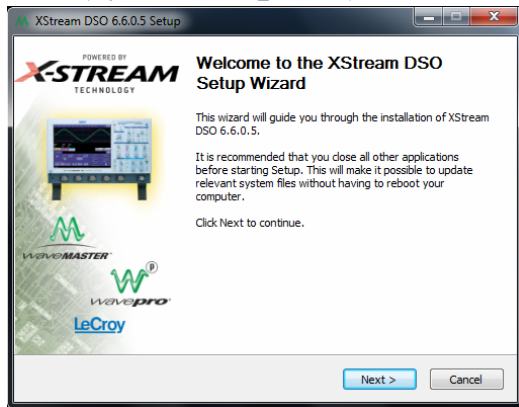 XStream DSO 6.6.0.5 Setup
POWERED BY
X-STREAM
TECHNOLOGY
WAVEMASTER
WAVEPRO
LeCroy
Welcome to the XStream DSO
Setup Wizard
This wizard will guide you through the installation of XStream
DSO 6.6.0.5.
It is recommended that you close all other applications
before starting Setup. This will make it possible to update
relevant system files without having to reboot your
computer.
Click Next to continue.
Next >
Cancel